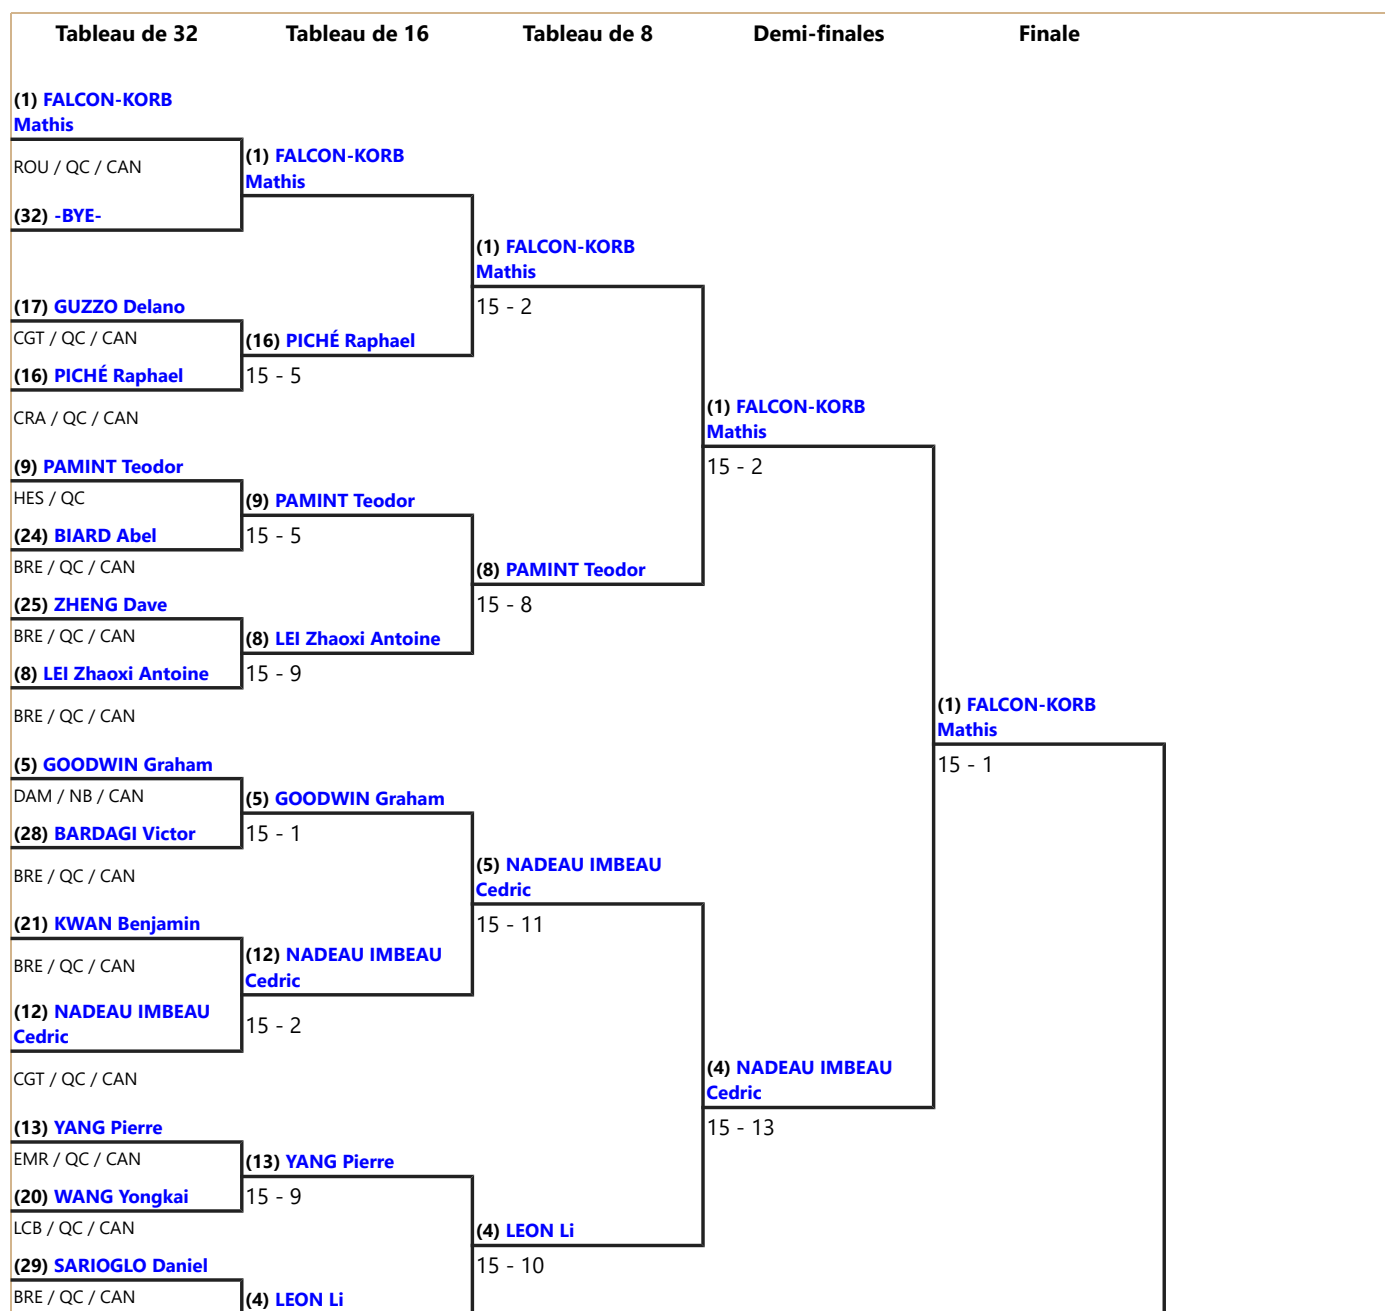 Tableau de 32
Tableau de 16
Tableau de 8
Demi-finales
Finale
(1) FALCON-KORB
Mathis
ROU / QC / CAN
(32) -BYE-
(17) GUZZO Delano
CGT / QC / CAN
(16) PICHÉ Raphael
CRA / QC / CAN
(9) PAMINT Teodor
HES / QC
(24) BIARD Abel
BRE / QC / CAN
(25) ZHENG Dave
BRE / QC / CAN
(8) LEI Zhaoxi Antoine
BRE / QC / CAN
(5) GOODWIN Graham
DAM / NB / CAN
(28) BARDAGI Victor
BRE / QC / CAN
(21) KWAN Benjamin
BRE / QC / CAN
(12) NADEAU IMBEAU
Cedric
CGT / QC / CAN
(13) YANG Pierre
EMR / QC / CAN
(20) WANG Yongkai
LCB / QC / CAN
(29) SARIOGLO Daniel
BRE / QC / CAN
(1) FALCON-KORB
Mathis
(16) PICHÉ Raphael
15 - 5
(9) PAMINT Teodor
15 - 5
(8) LEI Zhaoxi Antoine
15 - 9
(5) GOODWIN Graham
15 - 1
(12) NADEAU IMBEAU
Cedric
15 - 2
(13) YANG Pierre
15 - 9
(4) LEON Li
(1) FALCON-KORB
Mathis
15 - 2
(8) PAMINT Teodor
15 - 8
(5) NADEAU IMBEAU
Cedric
15 - 11
(4) LEON Li
15 - 10
(1) FALCON-KORB
Mathis
15 - 2
(4) NADEAU IMBEAU
Cedric
15 - 13
(1) FALCON-KORB
Mathis
15 - 1